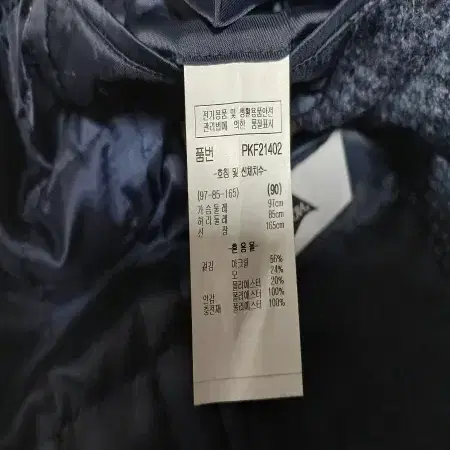 전기용품 및 생활용품안전
관리법에 의한 품질표시
품번 PKF21402
-호칭 및 신체치수-
(97-85-165) (90)
가슴둘레 97cm
허리둘레 85cm
신 장 165cm
-혼용율-
겉감 아크릴 56%
모 24%
폴리에스터 20%
안감 폴리에스터 100%
충전재 폴리에스터 100%